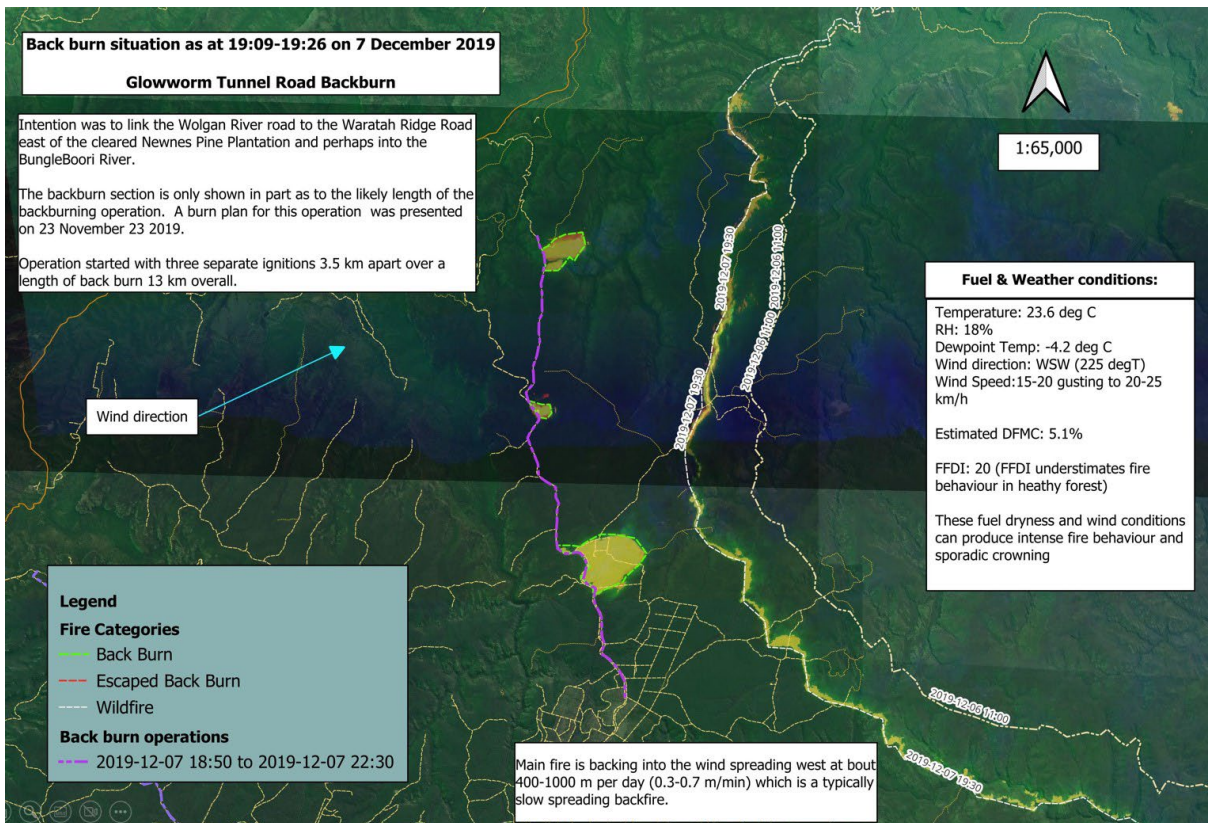 Back burn situation as at 19:09-19:26 on 7 December 2019
Glowworm Tunnel Road Backburn
Intention was to link the Wolgan River road to the Waratah Ridge Road
east of the cleared Newnes Pine Plantation and perhaps into the
BungleBoori River.
The backburn section is only shown in part as to the likely length of the
backburning operation.  A burn plan for this operation  was presented
on 23 November 23 2019.
Operation started with three separate ignitions 3.5 km apart over a
length of back burn 13 km overall.
1:65,000
Wind direction
2019-12-07 19:30
2019-12-06 11:00
2019-12-06 11:00
2019-12-07 19:30
Fuel & Weather conditions:
Temperature: 23.6 deg C
RH: 18%
Dewpoint Temp: -4.2 deg C
Wind direction: WSW (225 degT)
Wind Speed:15-20 gusting to 20-25
km/h
Estimated DFMC: 5.1%
FFDI: 20 (FFDI understimates fire
behaviour in heathy forest)
These fuel dryness and wind conditions
can produce intense fire behaviour and
sporadic crowning
Legend
Fire Categories
Back Burn
Escaped Back Burn
Wildfire
Back burn operations
2019-12-07 18:50 to 2019-12-07 22:30
2019-12-06 11:00
2019-12-07 19:30
Main fire is backing into the wind spreading west at bout
400-1000 m per day (0.3-0.7 m/min) which is a typically
slow spreading backfire.